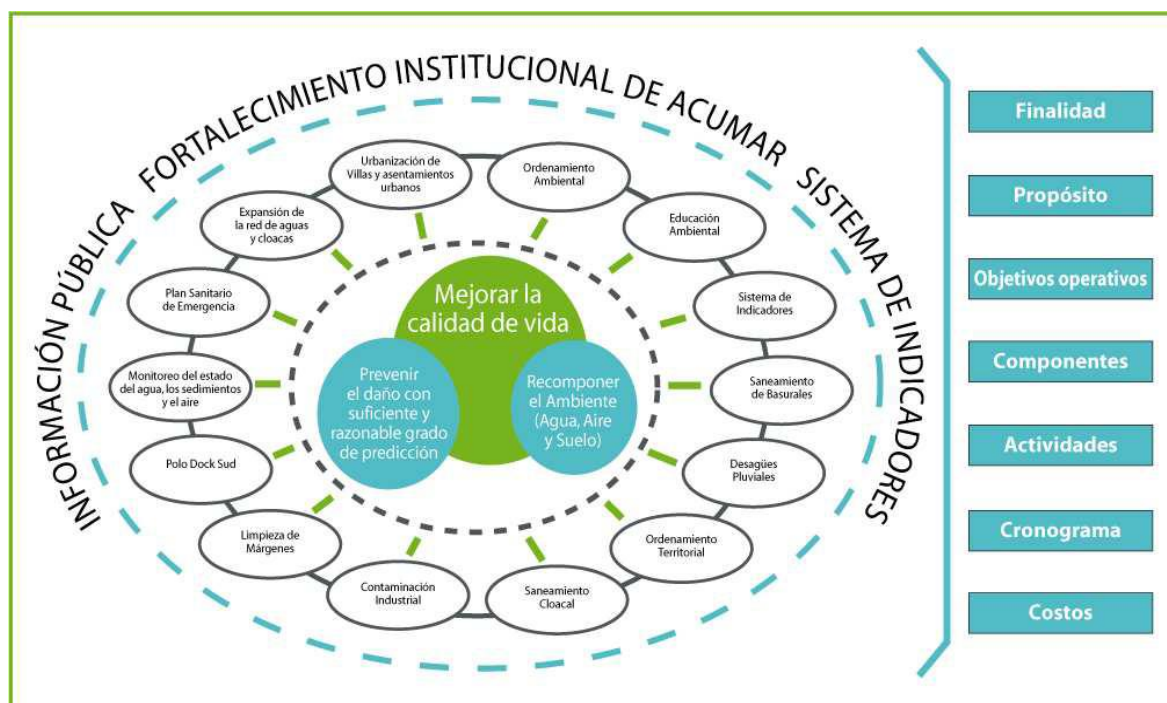 INFORMACIÓN PÚBLICA FORTALECIMIENTO INSTITUCIONAL DE ACUMAR SISTEMA DE INDICADORES
Urbanización de
Villas y asentamientos
urbanos
Ordenamiento
Ambiental
Educación
Ambiental
Sistema de
Indicadores
Saneamiento
de Basurales
Desagües
Pluviales
Ordenamiento
Territorial
Saneamiento
Cloacal
Contaminación
Industrial
Limpieza de
Márgenes
Polo Dock Sud
Monitoreo del estado
del agua, los sedimentos
y el aire
Plan Sanitario
de Emergencia
Expansión de
la red de aguas
y cloacas
Mejorar la
calidad de vida
Prevenir
el daño con
suficiente y
razonable grado
de predicción
Recomponer
el Ambiente
(Agua, Aire
y Suelo)
Finalidad
Propósito
Objetivos operativos
Componentes
Actividades
Cronograma
Costos